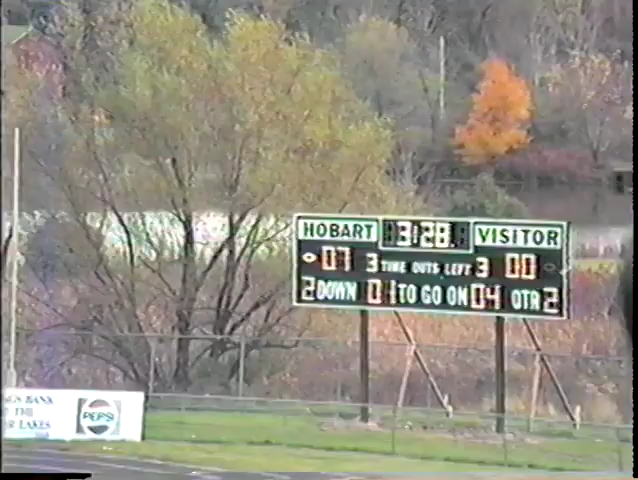 HOBART 3:28 VISITOR
07 3 TIME OUTS LEFT 3 00
2 DOWN 01 TO GO ON 04 QTR 2
GS BANK
THE
R LAKES
PEPSI